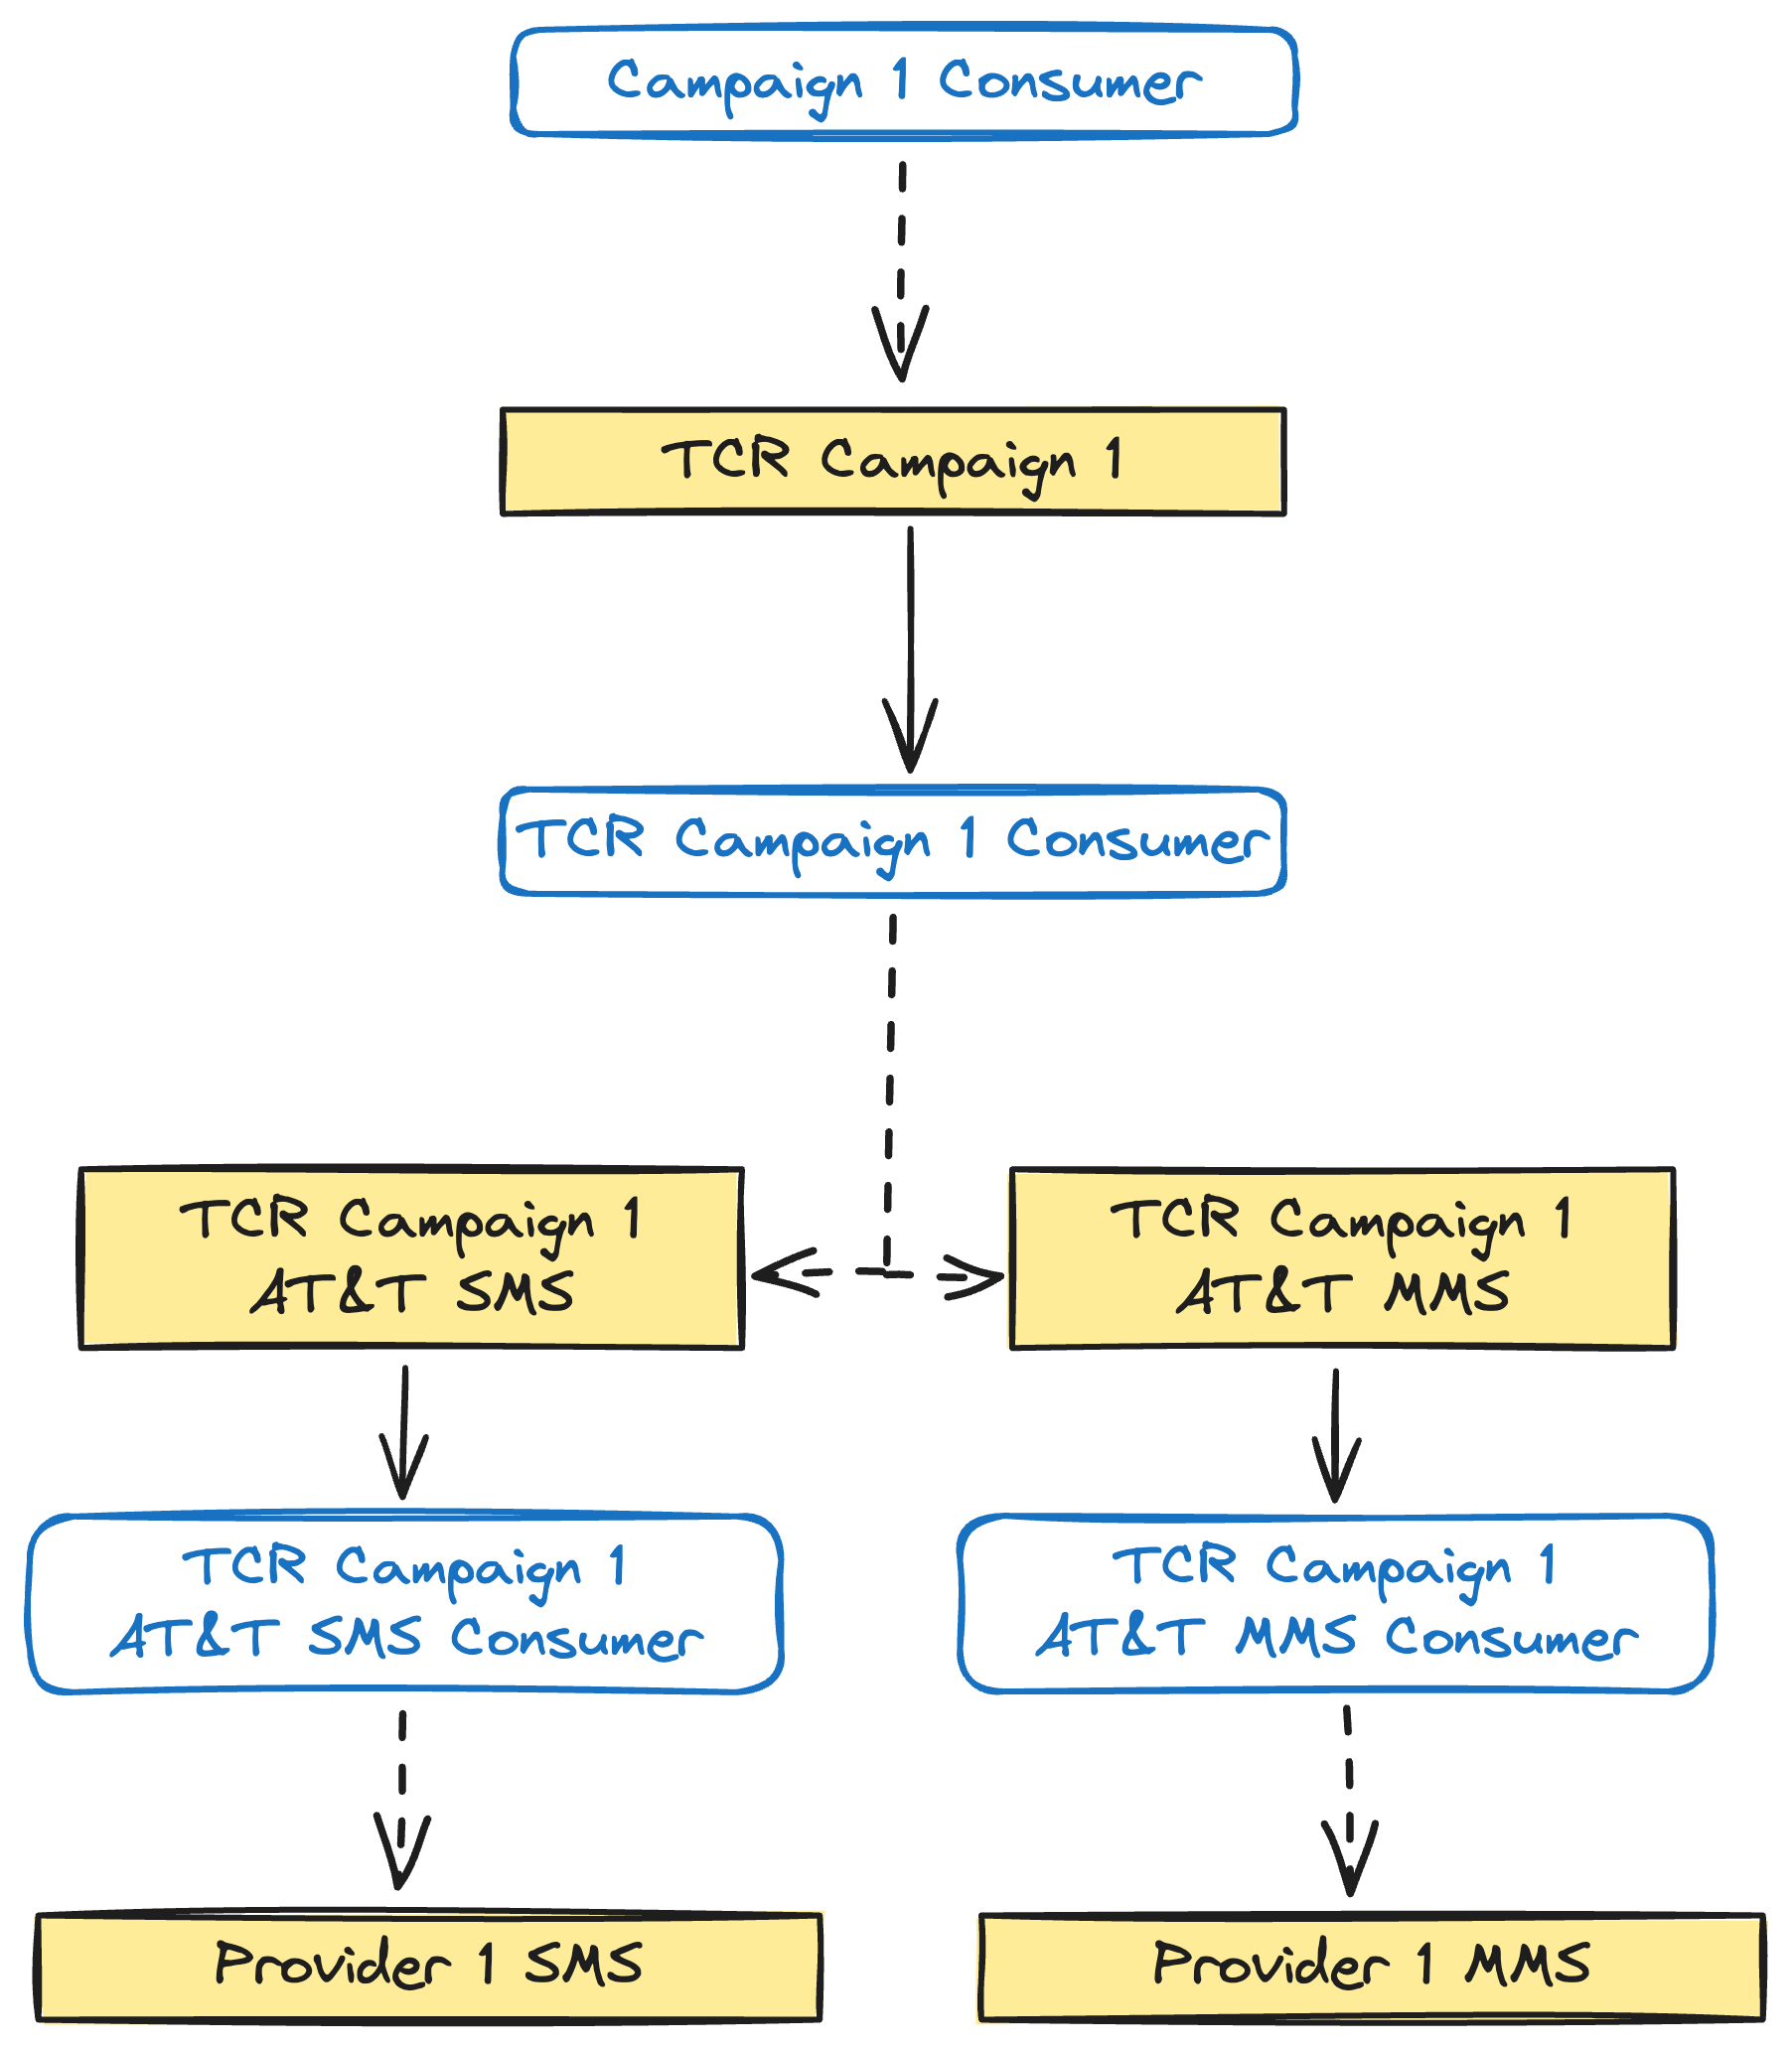 Campaign 1 Consumer
TCR Campaign 1
TCR Campaign 1 Consumer
TCR Campaign 1
AT&T SMS
TCR Campaign 1
AT&T MMS
TCR Campaign 1
AT&T SMS Consumer
TCR Campaign 1
AT&T MMS Consumer
Provider 1 SMS
Provider 1 MMS